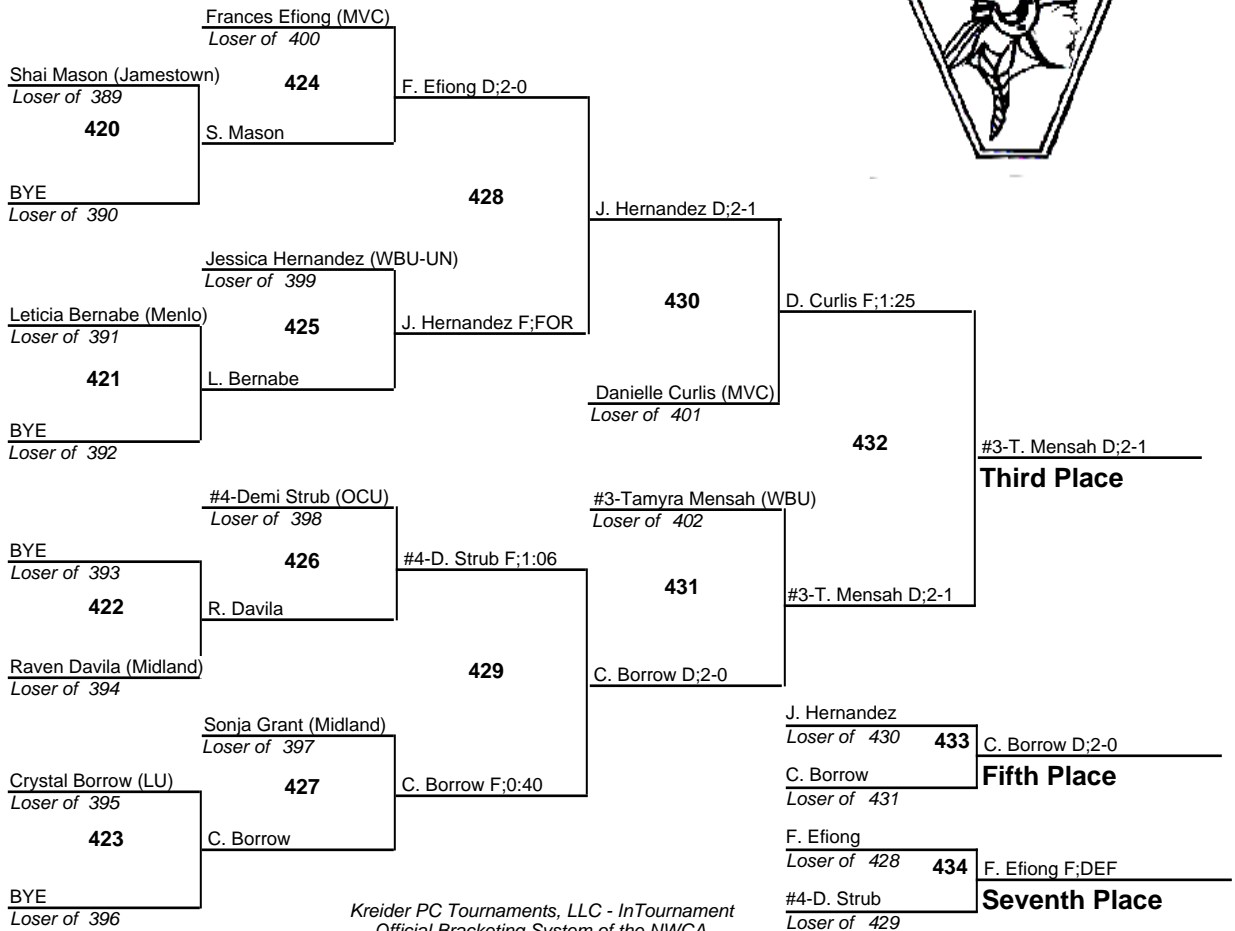 Frances Efiong (MVC)
Loser of 400
Shai Mason (Jamestown)
Loser of 389
424
F. Efiong D;2-0
420
S. Mason
BYE
Loser of 390
428
J. Hernandez D;2-1
Jessica Hernandez (WBU-UN)
Loser of 399
Leticia Bernabe (Menlo)
Loser of 391
425
J. Hernandez F;FOR
430
D. Curlis F;1:25
421
L. Bernabe
Danielle Curlis (MVC)
Loser of 401
BYE
Loser of 392
432
#3-T. Mensah D;2-1
Third Place
#4-Demi Strub (OCU)
Loser of 398
#3-Tamyra Mensah (WBU)
Loser of 402
BYE
Loser of 393
426
#4-D. Strub F;1:06
431
#3-T. Mensah D;2-1
422
R. Davila
Raven Davila (Midland)
Loser of 394
429
C. Borrow D;2-0
Sonja Grant (Midland)
Loser of 397
J. Hernandez
Loser of 430
433
C. Borrow D;2-0
Fifth Place
Crystal Borrow (LU)
Loser of 395
427
C. Borrow F;0:40
C. Borrow
Loser of 431
423
C. Borrow
F. Efiong
Loser of 428
434
F. Efiong F;DEF
Seventh Place
BYE
Loser of 396
#4-D. Strub
Loser of 429
Kreider PC Tournaments, LLC - InTournament
Official Bracketing System of the NWCA